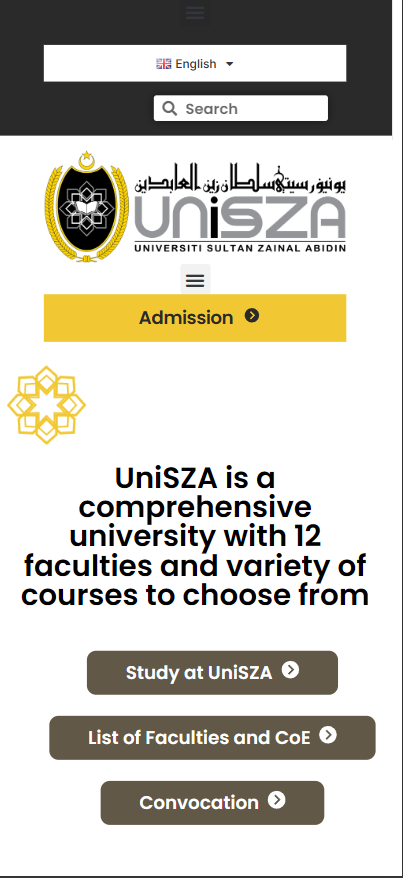 English
Search
يونيۏرسيتي سلطان زين العابدين
UniSZA
UNIVERSITI SULTAN ZAINAL ABIDIN
Admission
UniSZA is a
comprehensive
university with 12
faculties and variety of
courses to choose from
Study at UniSZA
List of Faculties and CoE
Convocation